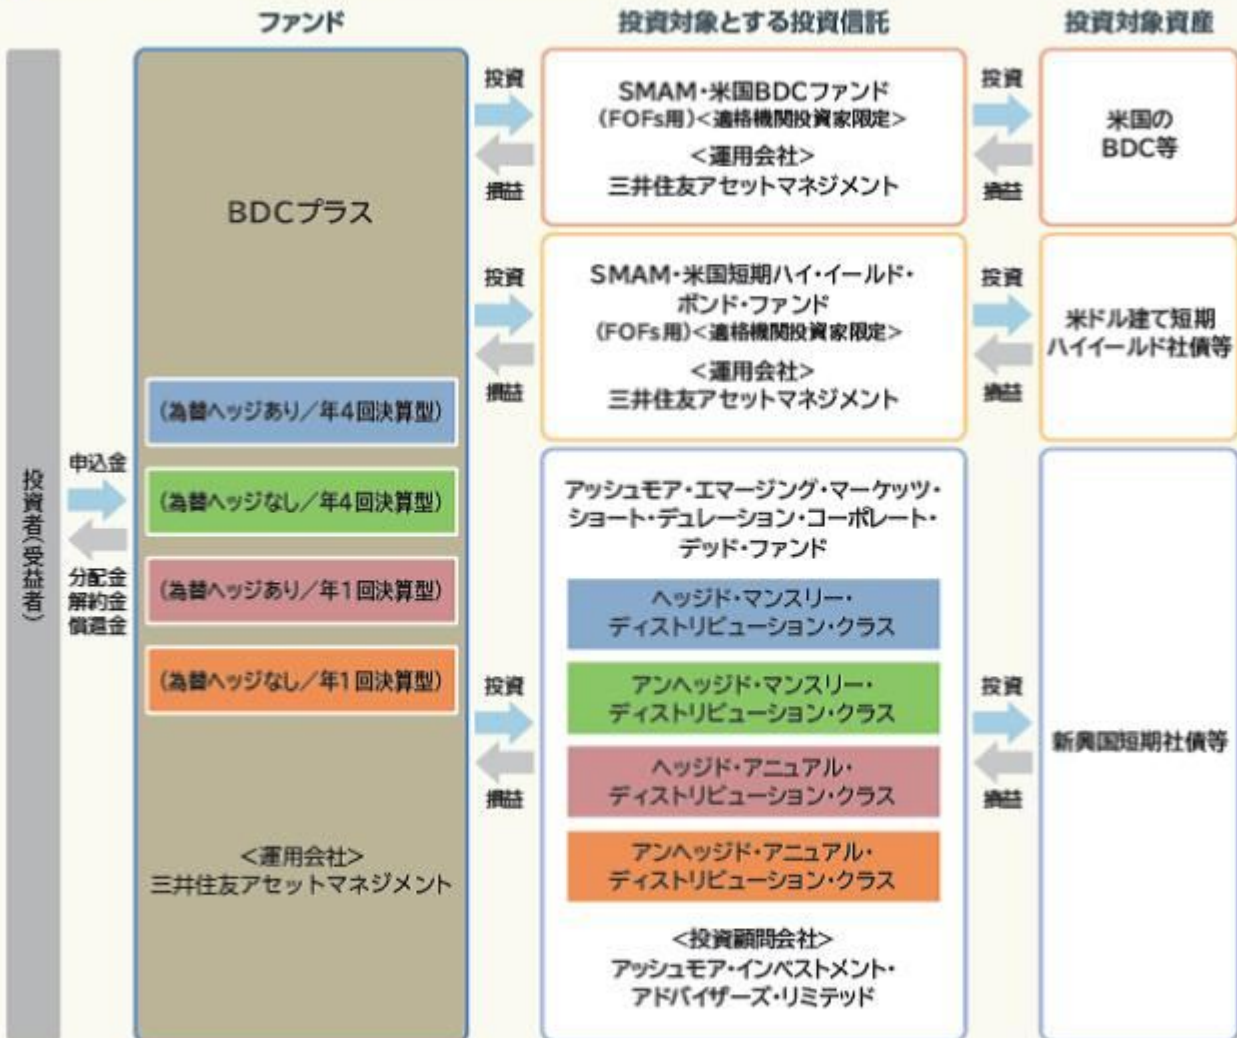 ファンド
投資対象とする投資信託
投資対象資産
投資者(受益者)
申込金
分配金
解約金
償還金
BDCプラス
(為替ヘッジあり/年4回決算型)
(為替ヘッジなし/年4回決算型)
(為替ヘッジあり/年1回決算型)
(為替ヘッジなし/年1回決算型)
<運用会社>
三井住友アセットマネジメント
投資
損益
SMAM・米国BDCファンド
(FOFs用)<適格機関投資家限定>
<運用会社>
三井住友アセットマネジメント
投資
損益
米国の
BDC等
投資
損益
SMAM・米国短期ハイ・イールド・
ボンド・ファンド
(FOFs用)<適格機関投資家限定>
<運用会社>
三井住友アセットマネジメント
投資
損益
米ドル建て短期
ハイイールド社債等
投資
損益
アッシュモア・エマージング・マーケッツ・
ショート・デュレーション・コーポレート・
デッド・ファンド
ヘッジド・マンスリー・
ディストリビューション・クラス
アンヘッジド・マンスリー・
ディストリビューション・クラス
ヘッジド・アニュアル・
ディストリビューション・クラス
アンヘッジド・アニュアル・
ディストリビューション・クラス
<投資顧問会社>
アッシュモア・インベストメント・
アドバイザーズ・リミテッド
投資
損益
新興国短期社債等